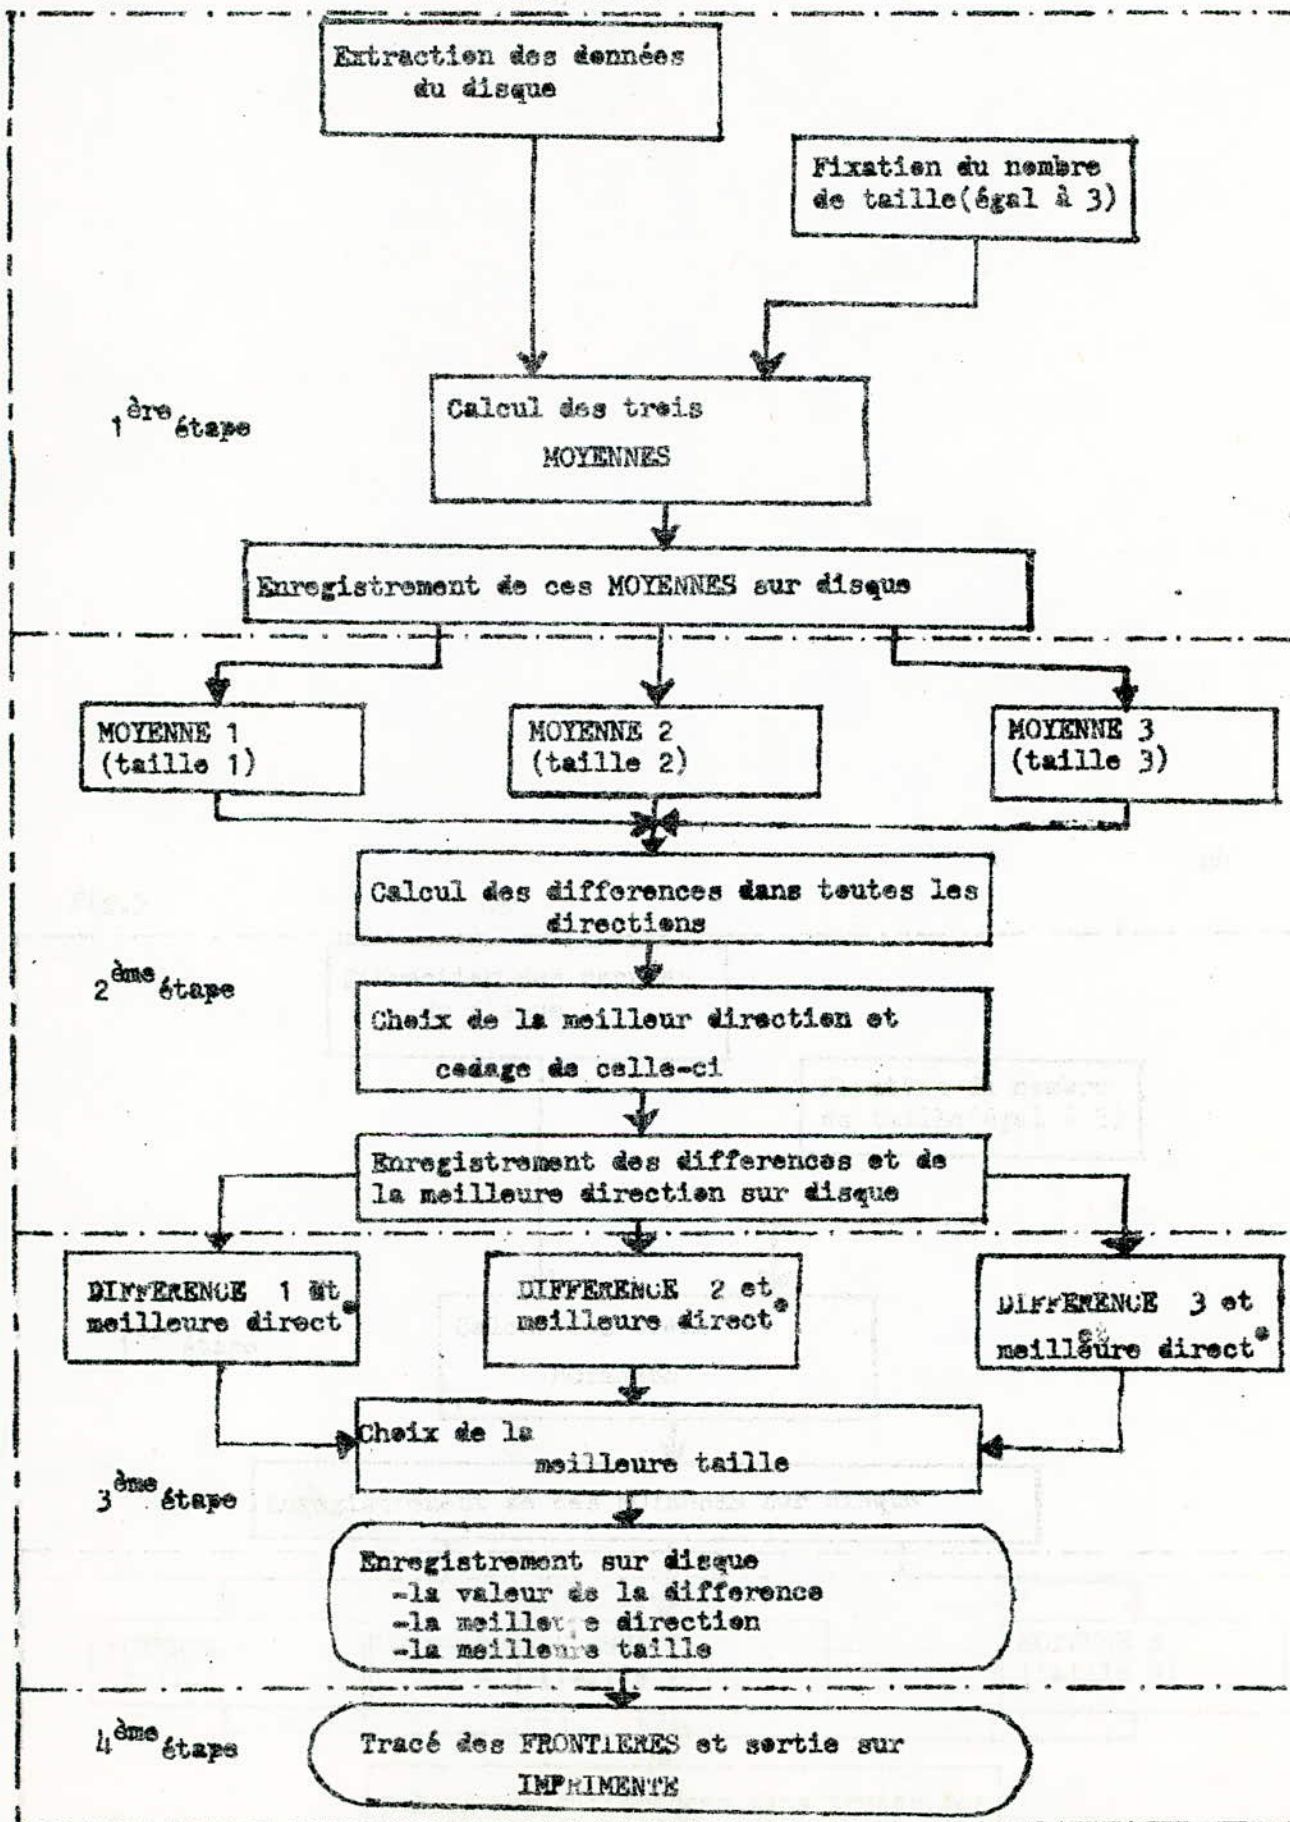 Extraction des données
du disque
Fixation du nombre
de taille(égal à 3)
1ère étape
Calcul des trois
MOYENNES
Enregistrement de ces MOYENNES sur disque
MOYENNE 1
(taille 1)
MOYENNE 2
(taille 2)
MOYENNE 3
(taille 3)
Calcul des differences dans toutes les
directions
2ème étape
Choix de la meilleur direction et
codage de celle-ci
Enregistrement des differences et de
la meilleure direction sur disque
DIFFERENCE 1 et
meilleure direct°
DIFFERENCE 2 et
meilleure direct°
DIFFERENCE 3 et
et
meilleure direct°
Choix de la
meilleure taille
3ème étape
Enregistrement sur disque
-la valeur de la difference
-la meilleure direction
-la meilleure taille
4ème étape
Tracé des FRONTIERES et sortie sur
IMPRIMENTE